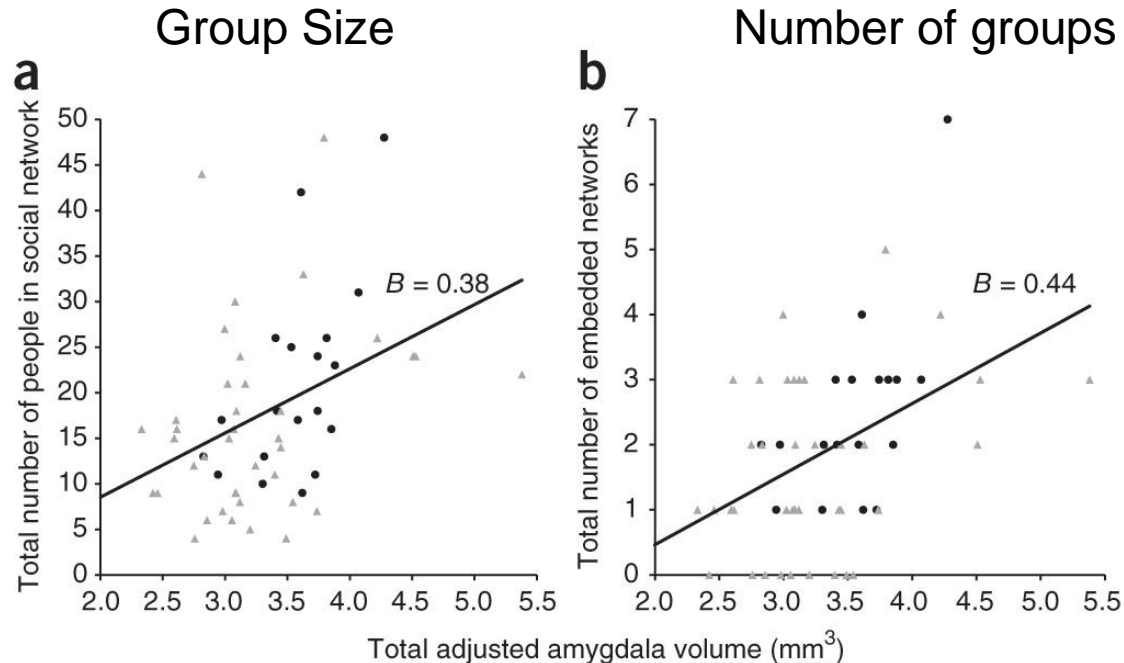 Group Size
Number of groups
a
b
Total number of people in social network
50
45
40
35
30
25
20
15
10
5
0
B = 0.38
2.0 2.5 3.0 3.5 4.0 4.5 5.0 5.5
Total number of embedded networks
7
6
5
4
3
2
1
0
B = 0.44
2.0 2.5 3.0 3.5 4.0 4.5 5.0 5.5
Total adjusted amygdala volume (mm³)